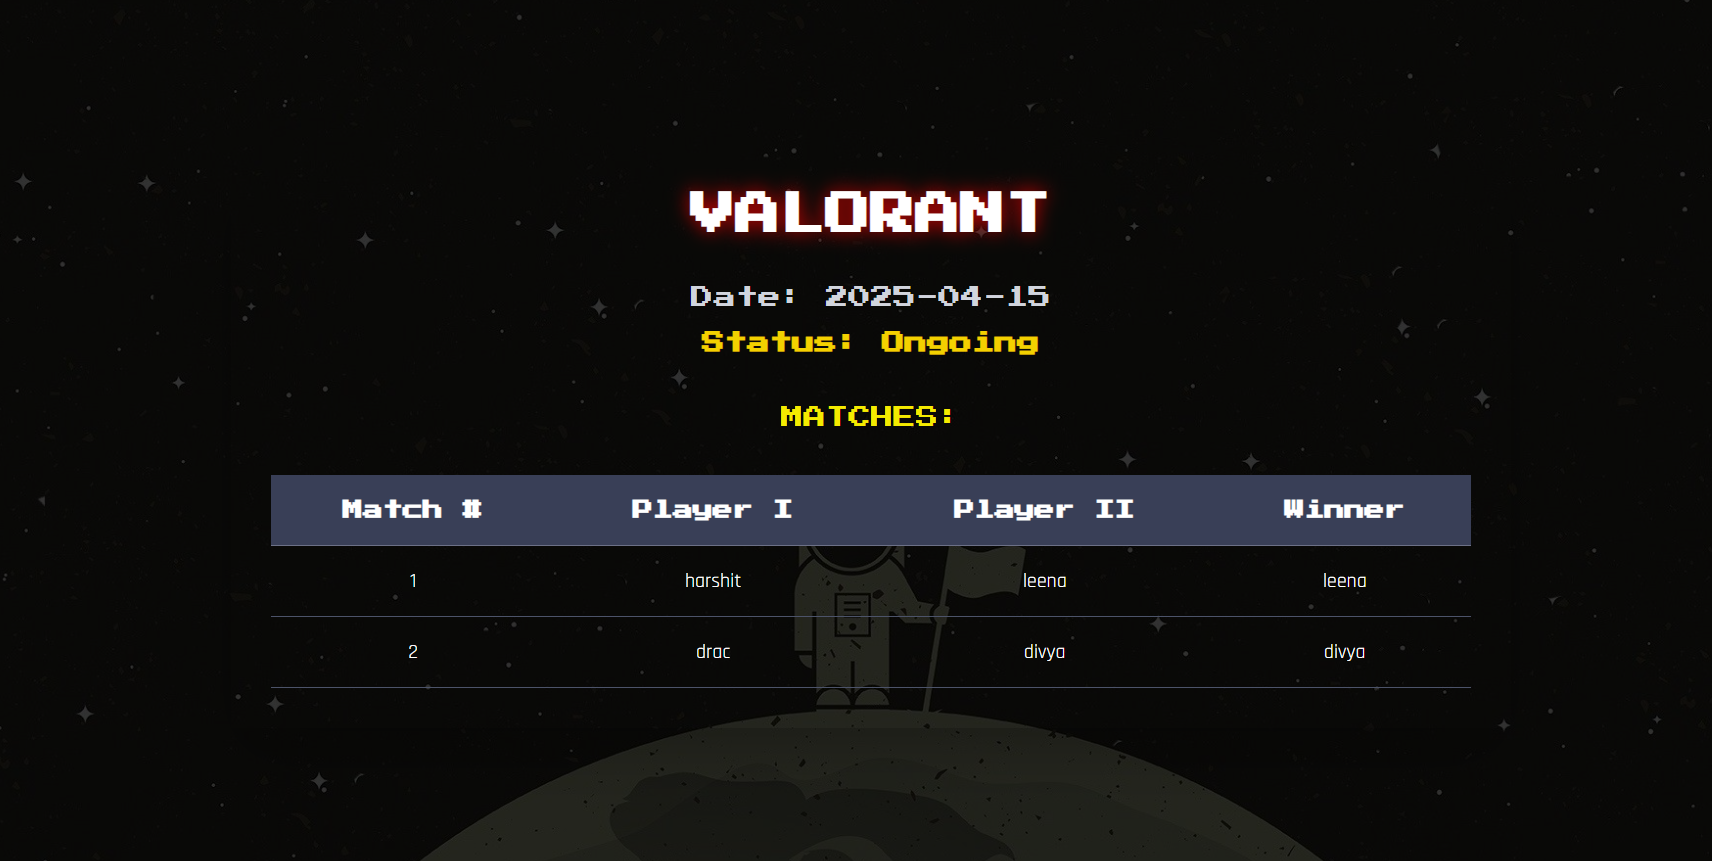 VALORANT
Date: 2025-04-15
Status: Ongoing
MATCHES:
Match # Player I Player II Winner
1 harshit leena leena
2 drac divya divya